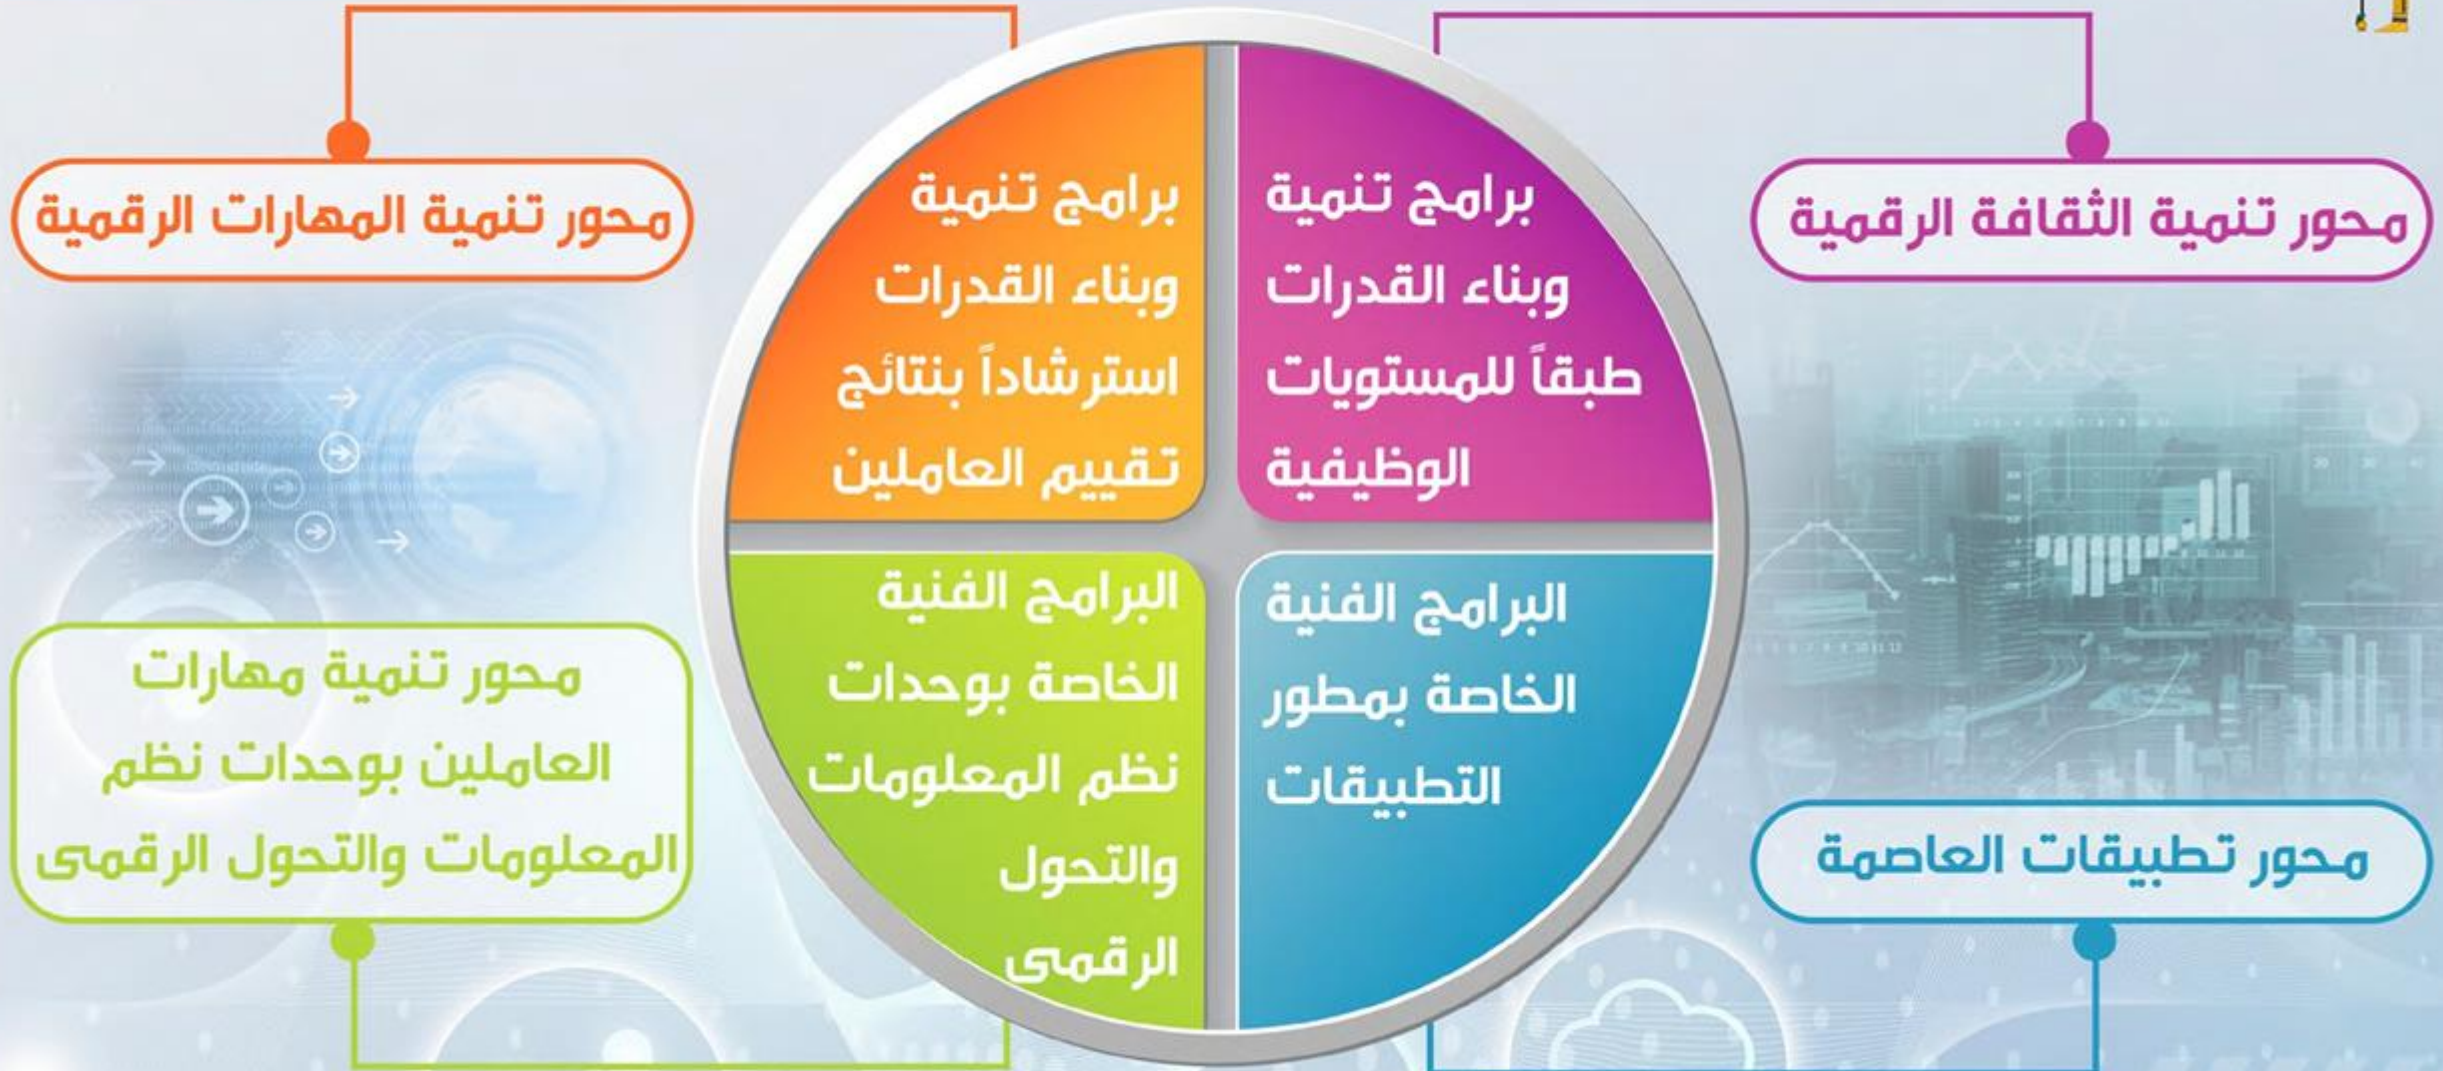 محور تنمية الثقافة الرقمية
برامج تنمية
وبناء القدرات
طبقاً للمستويات
الوظيفية
محور تنمية المهارات الرقمية
برامج تنمية
وبناء القدرات
استرشاداً بنتائج
تقييم العاملين
محور تطبيقات العاصمة
البرامج الفنية
الخاصة بمطور
التطبيقات
محور تنمية مهارات
العاملين بوحدات نظم
المعلومات والتحول الرقمى
البرامج الفنية
الخاصة بوحدات
نظم المعلومات
والتحول
الرقمى